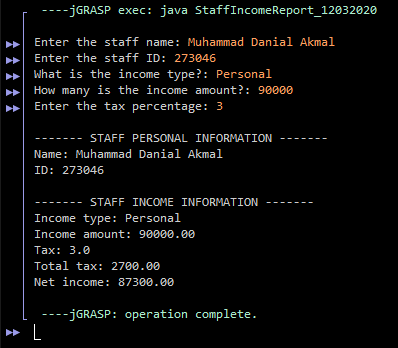 ----jGRASP exec: java StaffIncomeReport_12032020
Enter the staff name: Muhammad Danial Akmal
Enter the staff ID: 273046
What is the income type?: Personal
How many is the income amount?: 90000
Enter the tax percentage: 3
------- STAFF PERSONAL INFORMATION -------
Name: Muhammad Danial Akmal
ID: 273046
------- STAFF INCOME INFORMATION -------
Income type: Personal
Income amount: 90000.00
Tax: 3.0
Total tax: 2700.00
Net income: 87300.00
----jGRASP: operation complete.